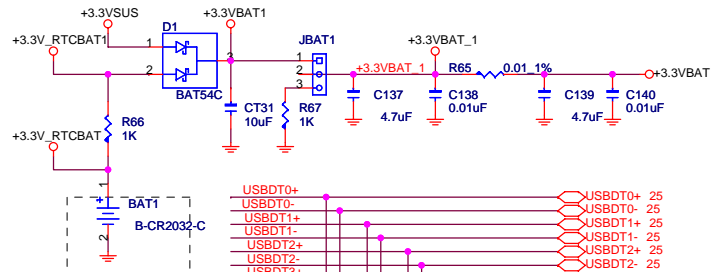 +3.3VSUS
+3.3VBAT1
+3.3VBAT_1
+3.3V_RTCBAT1
D1
JBAT1
1
3
1
+3.3VBAT_1
R65
0.01_1%
+3.3VBAT
2
2
BAT54C
3
R66
1K
CT31
10uF
R67
1K
C137
4.7uF
C138
0.01uF
C139
4.7uF
C140
0.01uF
+3.3V_RTCBAT
1
+
BAT1
B-CR2032-C
2
USBDT0+ USBDT0+ 25
USBDT0- USBDT0- 25
USBDT1+ USBDT1+ 25
USBDT1- USBDT1- 25
USBDT2+ USBDT2+ 25
USBDT2- USBDT2- 25
USBDT3+